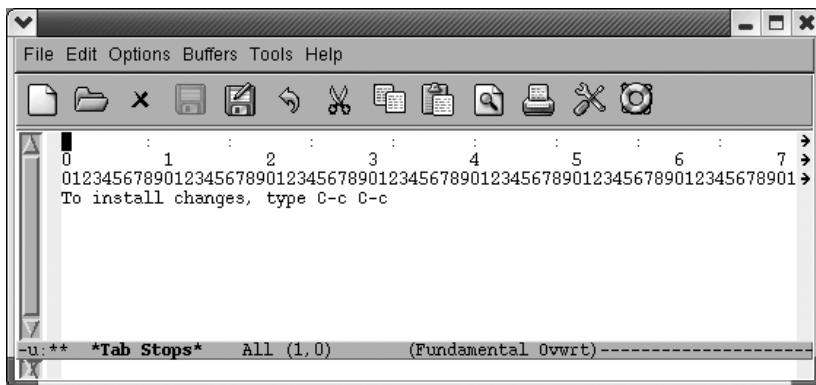 File Edit Options Buffers Tools Help
        :       :       :       :       :       :       :       :
0         1         2         3         4         5         6         7
012345678901234567890123456789012345678901234567890123456789012345678901
To install changes, type C-c C-c
-u:**  *Tab Stops*    All (1,0)       (Fundamental Ovwrt)---------------------